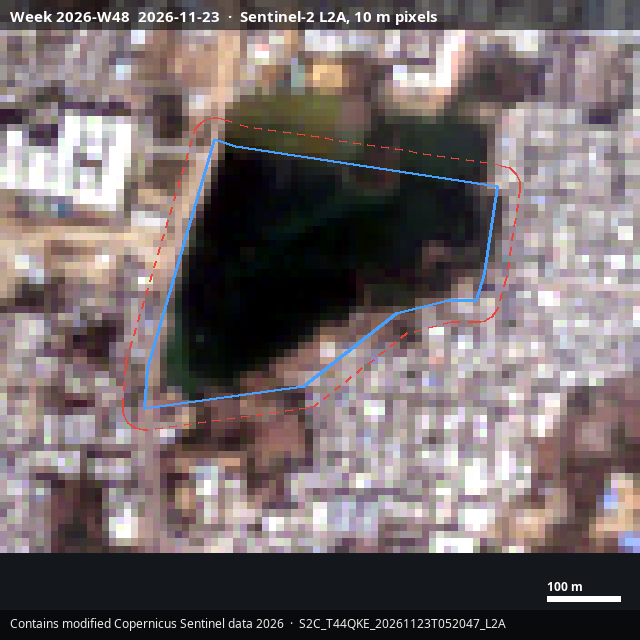 Week 2026-W48  2026-11-23  ·  Sentinel-2 L2A, 10 m pixels
100 m
Contains modified Copernicus Sentinel data 2026  ·  S2C_T44QKE_20261123T052047_L2A